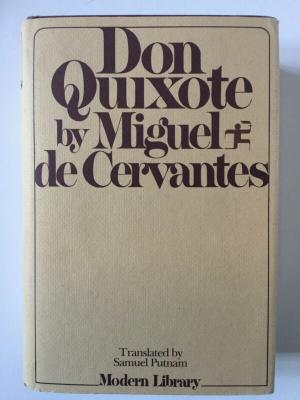 Don
Quixote
by Miguel
de Cervantes
Translated by
Samuel Putnam
Modern Library